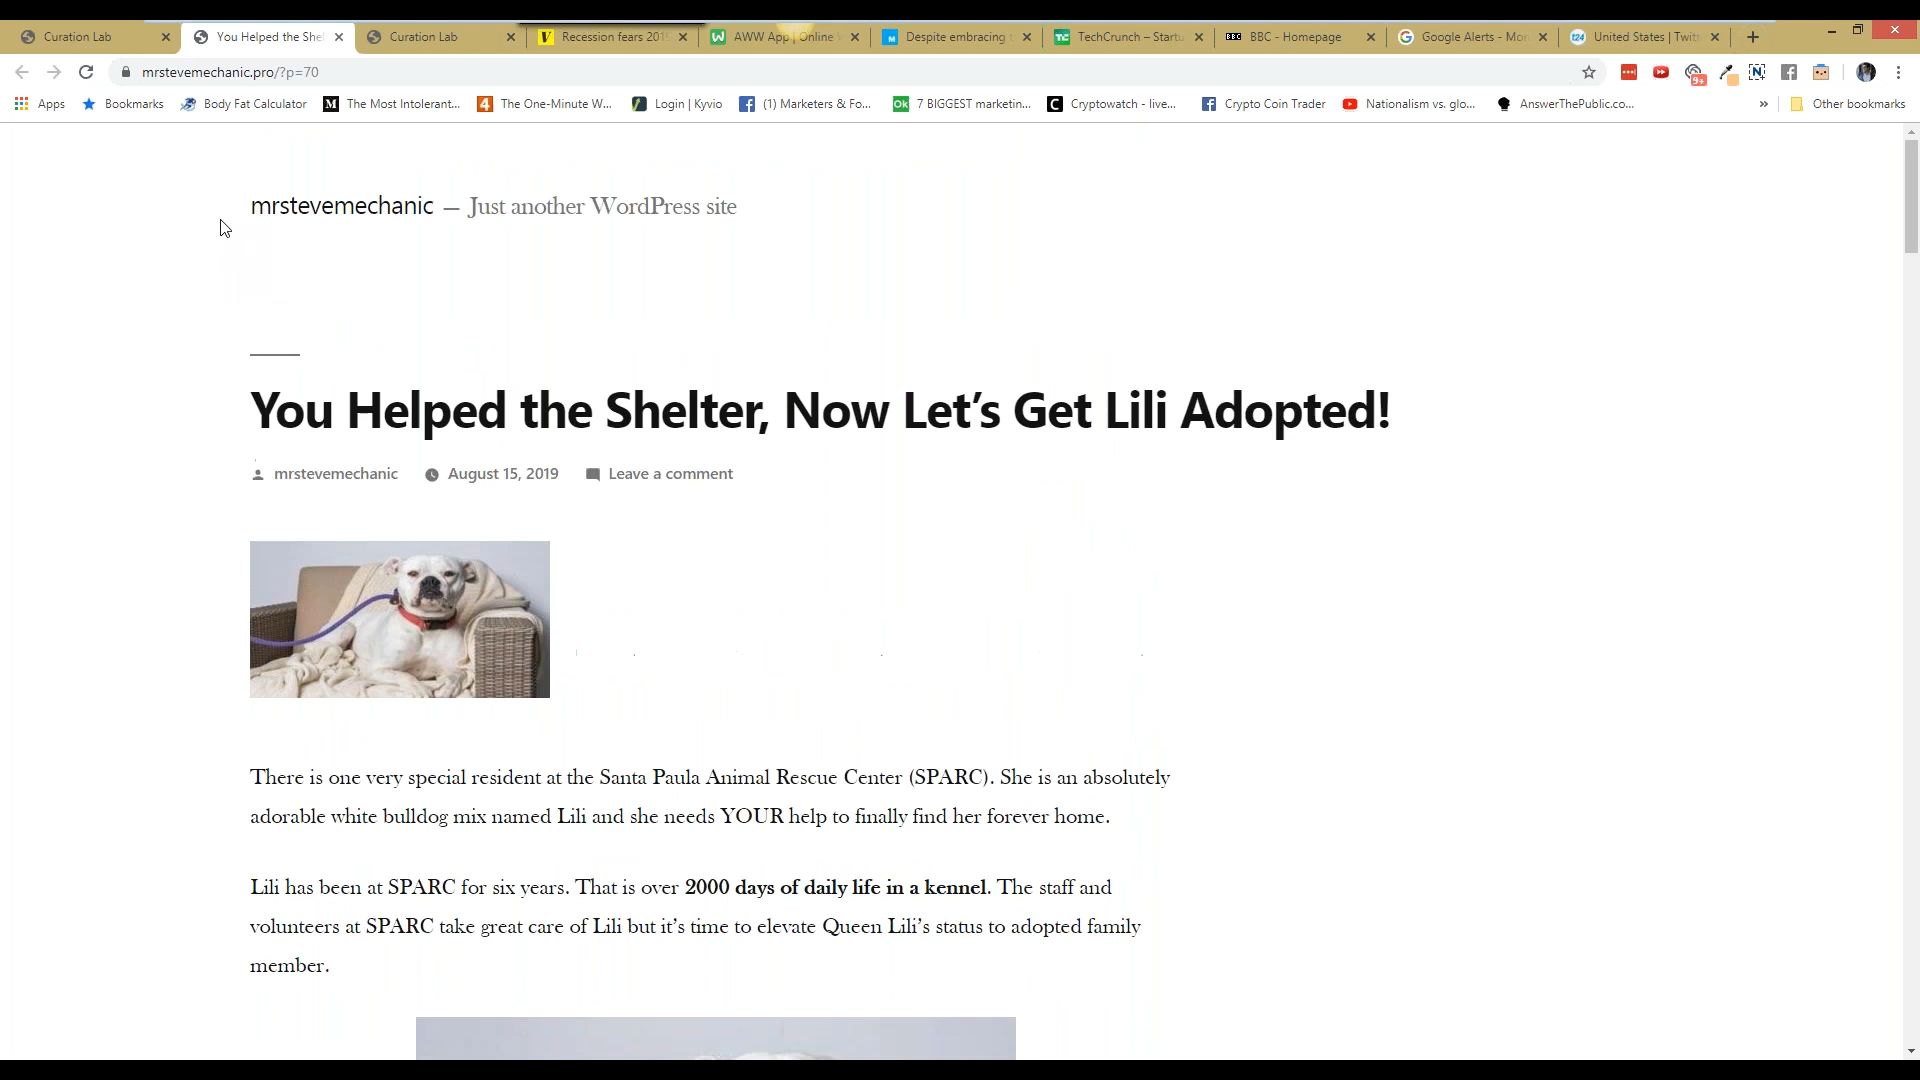 Curation Lab
You Helped the She
Curation Lab
Recession fears 2019
AWW App | Online
Despite embracing
TechCrunch – Startu
BBC - Homepage
Google Alerts - Mon
United States | Twitt
mrstevemechanic.pro/?p=70
9+
Apps
Bookmarks
Body Fat Calculator
The Most Intolerant...
The One-Minute W...
Login | Kyvio
(1) Marketers & Fo...
7 BIGGEST marketin...
Cryptowatch - live...
Crypto Coin Trader
Nationalism vs. glo...
AnswerThePublic.co...
»
Other bookmarks
mrstevemechanic — Just another WordPress site
You Helped the Shelter, Now Let’s Get Lili Adopted!
mrstevemechanic
August 15, 2019
Leave a comment
There is one very special resident at the Santa Paula Animal Rescue Center (SPARC). She is an absolutely
adorable white bulldog mix named Lili and she needs YOUR help to finally find her forever home.
Lili has been at SPARC for six years. That is over 2000 days of daily life in a kennel. The staff and
volunteers at SPARC take great care of Lili but it’s time to elevate Queen Lili’s status to adopted family
member.